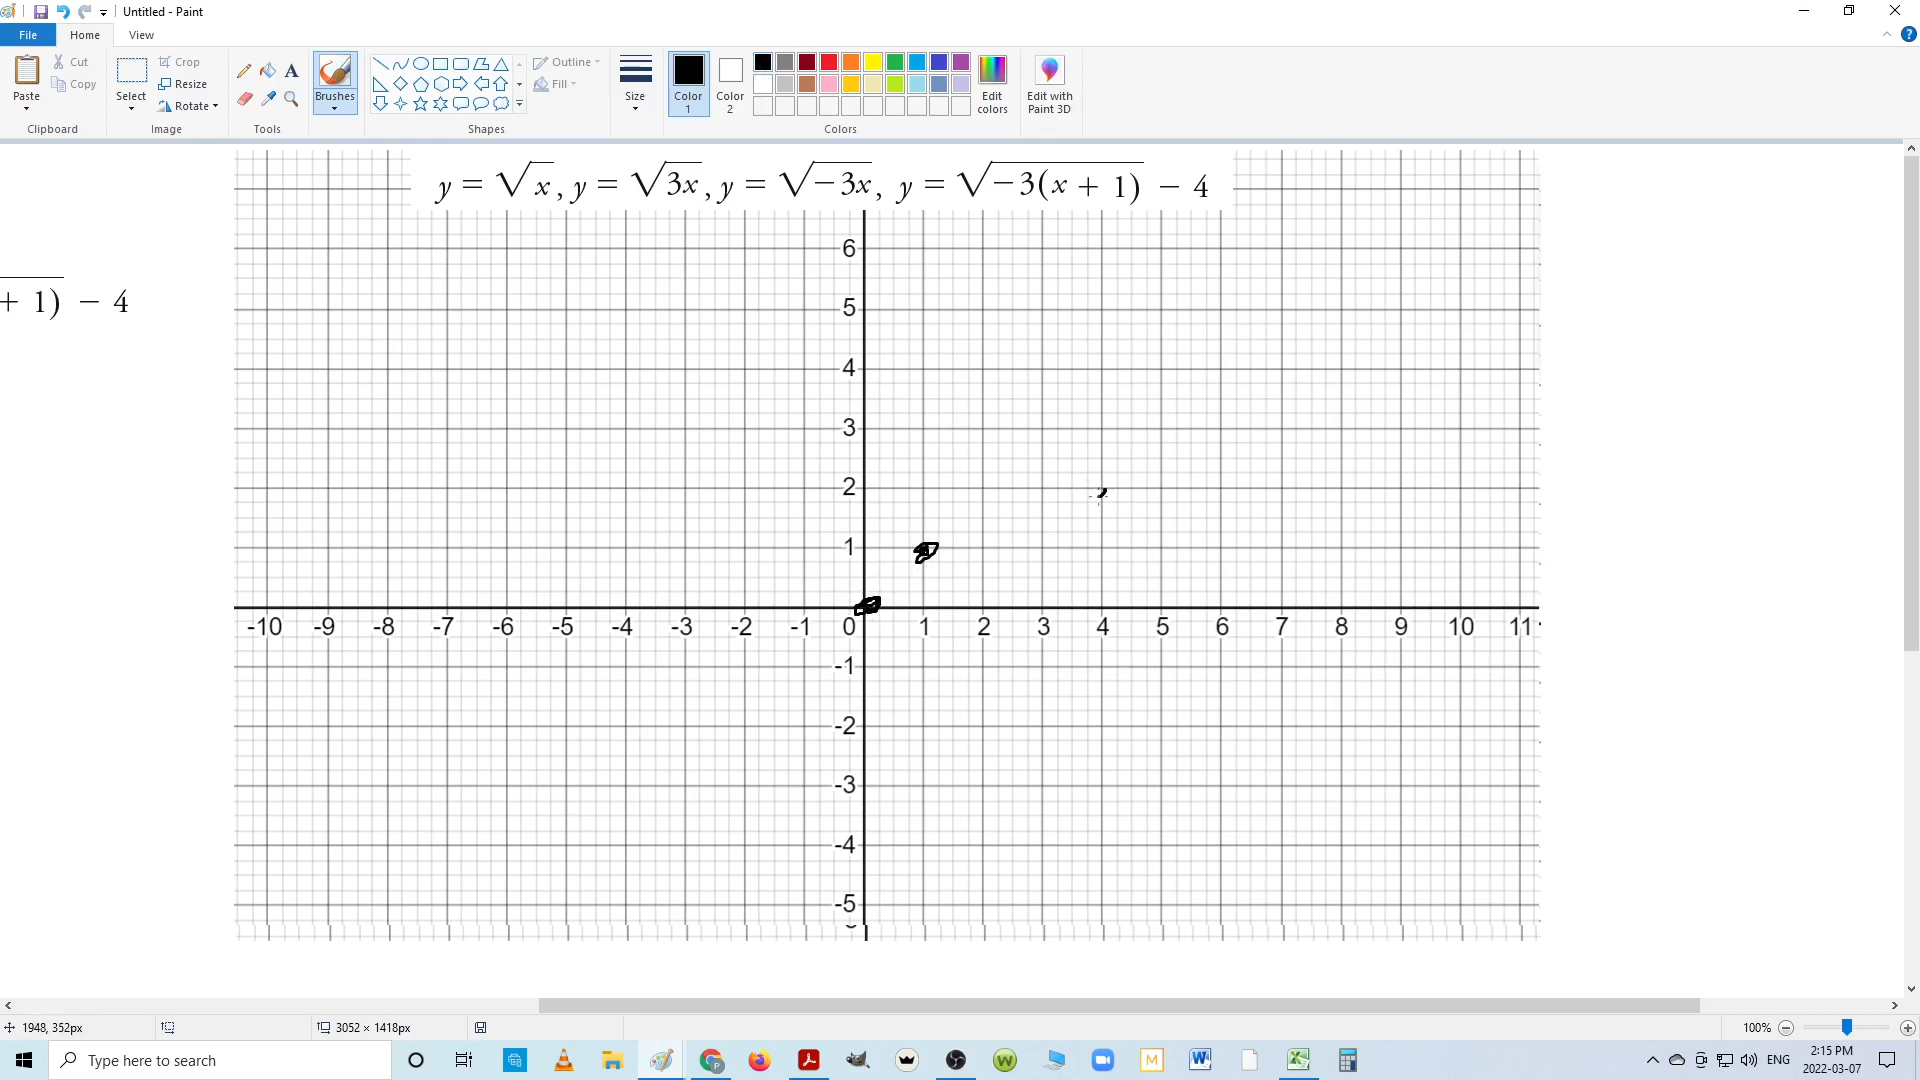 Untitled - Paint
File Home View
Paste Cut Copy Clipboard
Select Crop Resize Rotate Image
A Tools
Brushes
Shapes
Outline Fill
Size
Color 1 Color 2 Edit colors Colors
Edit with Paint 3D
y = √x, y = √3x, y = √−3x, y = √−3(x + 1) − 4
+ 1) − 4
6
5
4
3
2
1
-10 -9 -8 -7 -6 -5 -4 -3 -2 -1 0 1 2 3 4 5 6 7 8 9 10 11
-1
-2
-3
-4
-5
1948, 352px 3052 × 1418px 100%
Type here to search ENG 2:15 PM
2022-03-07